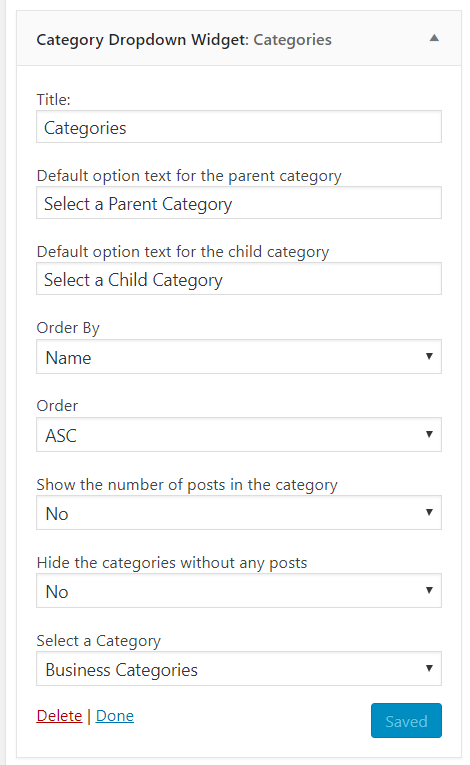 Category Dropdown Widget: Categories
Title:
Categories
Default option text for the parent category
Select a Parent Category
Default option text for the child category
Select a Child Category
Order By
Name
Order
ASC
Show the number of posts in the category
No
Hide the categories without any posts
No
Select a Category
Business Categories
Delete | Done
Saved